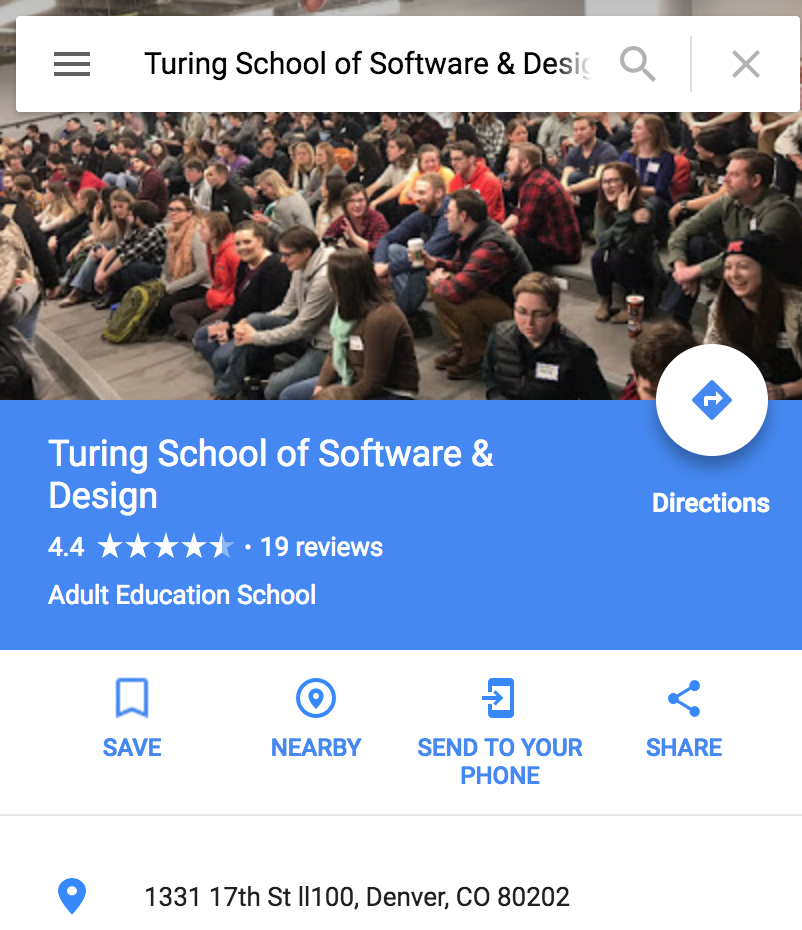 Turing School of Software & Desig
Turing School of Software &
Design
Directions
4.4 · 19 reviews
Adult Education School
SAVE
NEARBY
SEND TO YOUR
PHONE
SHARE
1331 17th St ll100, Denver, CO 80202